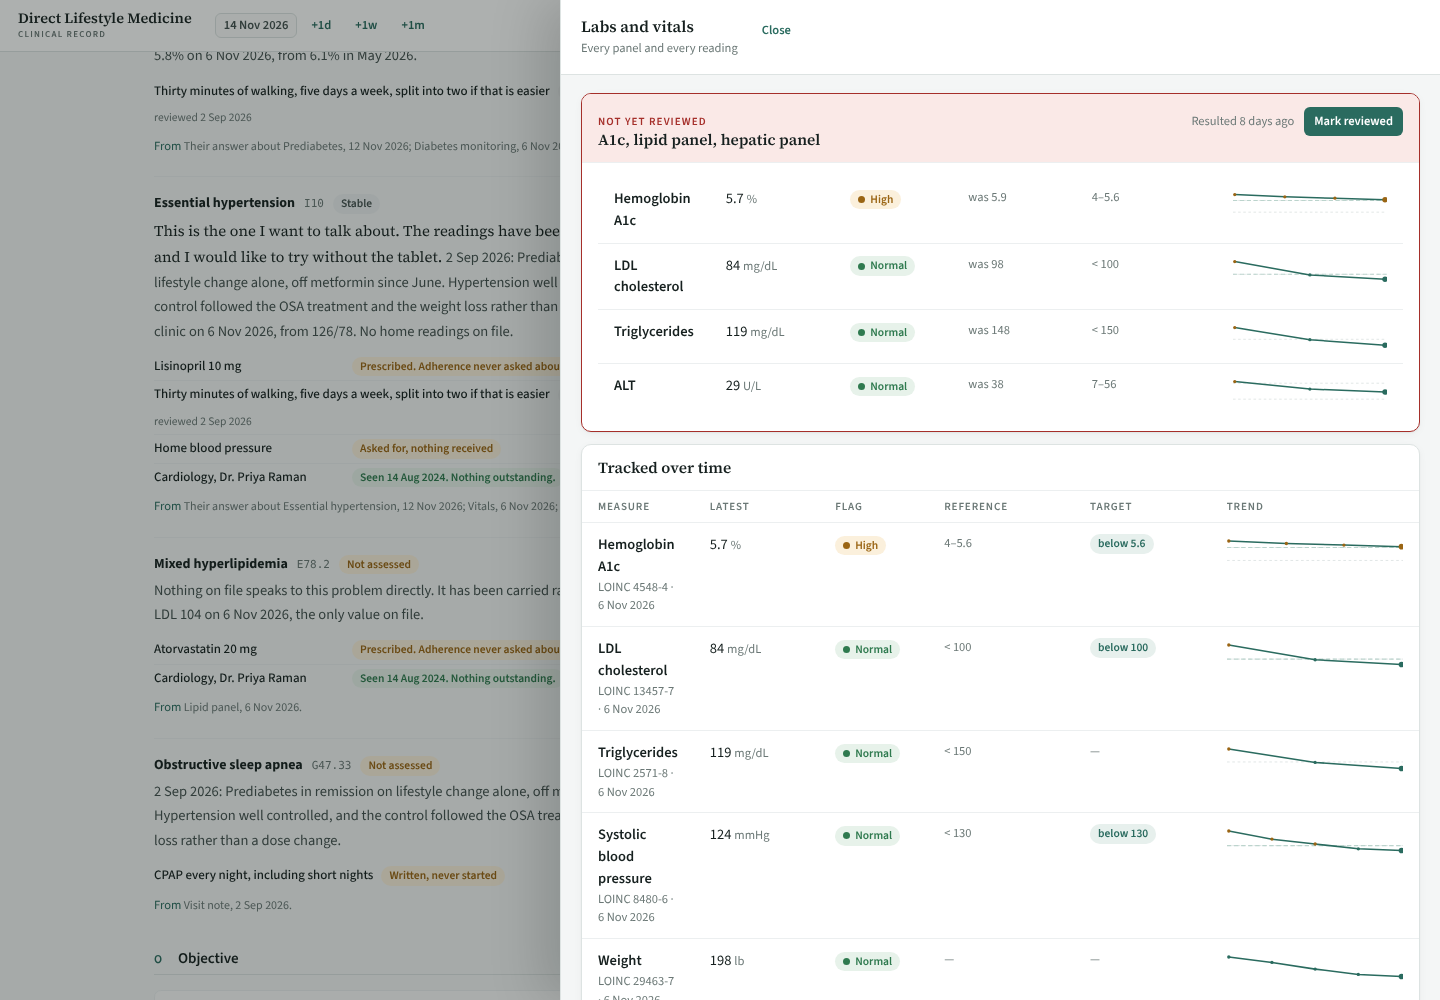 Direct Lifestyle Medicine
CLINICAL RECORD
14 Nov 2026
+1d
+1w
+1m
5.8% on 6 Nov 2026, from 6.1% in May 2026.
Thirty minutes of walking, five days a week, split into two if that is easier
reviewed 2 Sep 2026
From Their answer about Prediabetes, 12 Nov 2026; Diabetes monitoring, 6 Nov 20
Essential hypertension I10 Stable
This is the one I want to talk about. The readings have bee
and I would like to try without the tablet. 2 Sep 2026: Prediab
lifestyle change alone, off metformin since June. Hypertension well
control followed the OSA treatment and the weight loss rather than
clinic on 6 Nov 2026, from 126/78. No home readings on file.
Lisinopril 10 mg Prescribed. Adherence never asked abou
Thirty minutes of walking, five days a week, split into two if that is easier
reviewed 2 Sep 2026
Home blood pressure Asked for, nothing received
Cardiology, Dr. Priya Raman Seen 14 Aug 2024. Nothing outstanding.
From Their answer about Essential hypertension, 12 Nov 2026; Vitals, 6 Nov 2026;
Mixed hyperlipidemia E78.2 Not assessed
Nothing on file speaks to this problem directly. It has been carried ra
LDL 104 on 6 Nov 2026, the only value on file.
Atorvastatin 20 mg Prescribed. Adherence never asked abou
Cardiology, Dr. Priya Raman Seen 14 Aug 2024. Nothing outstanding.
From Lipid panel, 6 Nov 2026.
Obstructive sleep apnea G47.33 Not assessed
2 Sep 2026: Prediabetes in remission on lifestyle change alone, off m
Hypertension well controlled, and the control followed the OSA trea
loss rather than a dose change.
CPAP every night, including short nights Written, never started
From Visit note, 2 Sep 2026.
O Objective
Labs and vitals
Every panel and every reading
Close
NOT YET REVIEWED
A1c, lipid panel, hepatic panel
Resulted 8 days ago
Mark reviewed
Hemoglobin
A1c
5.7 %
High
was 5.9
4–5.6
LDL
cholesterol
84 mg/dL
Normal
was 98
< 100
Triglycerides
119 mg/dL
Normal
was 148
< 150
ALT
29 U/L
Normal
was 38
7–56
Tracked over time
MEASURE LATEST FLAG REFERENCE TARGET TREND
Hemoglobin
A1c
LOINC 4548-4 ·
6 Nov 2026
5.7 %
High
4–5.6
below 5.6
LDL
cholesterol
LOINC 13457-7
· 6 Nov 2026
84 mg/dL
Normal
< 100
below 100
Triglycerides
LOINC 2571-8 ·
6 Nov 2026
119 mg/dL
Normal
< 150
—
Systolic
blood
pressure
LOINC 8480-6 ·
6 Nov 2026
124 mmHg
Normal
< 130
below 130
Weight
LOINC 29463-7
· 6 Nov 2026
198 lb
Normal
—
—